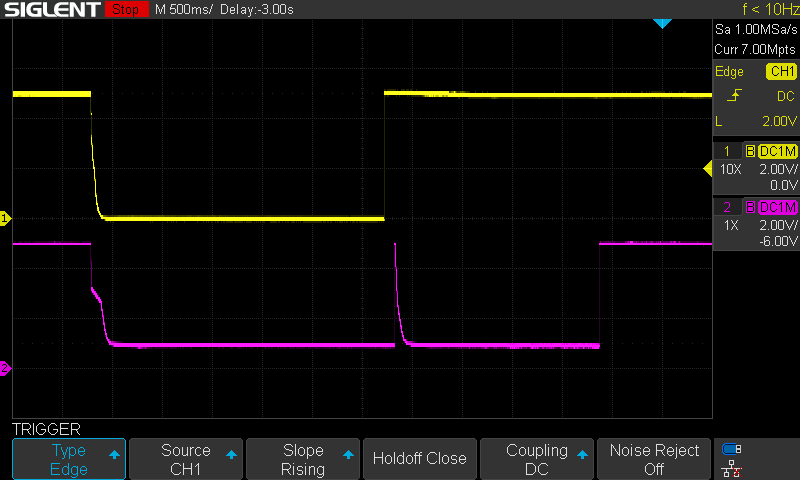 SIGLENT Stop M 500ms/ Delay:-3.00s f < 10Hz
Sa 1.00MSa/s
Curr 7.00Mpts
Edge CH1
DC
L 2.00V
1 B DC1M
10X 2.00V/
0.0V
2 B DC1M
1X 2.00V/
-6.00V
1
2
TRIGGER
Type
Edge
Source
CH1
Slope
Rising
Holdoff Close
Coupling
DC
Noise Reject
Off